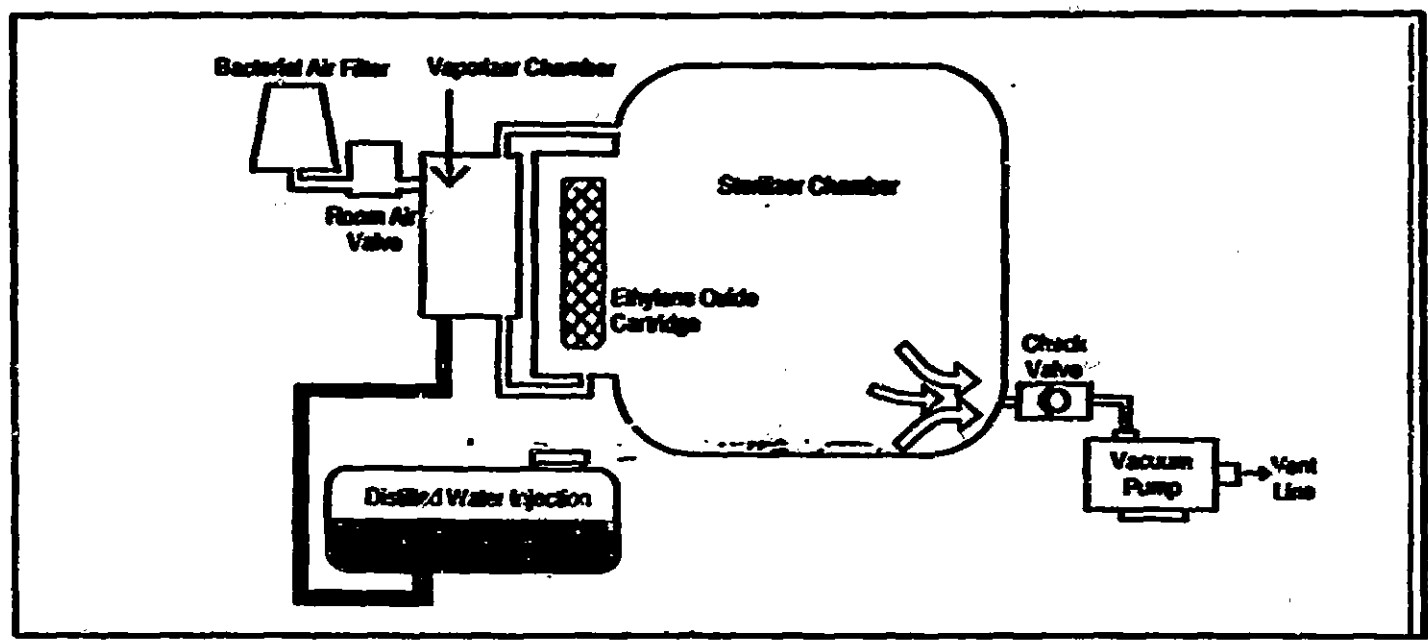 Bacterial Air Filter
Vaporizer Chamber
Sterilizer Chamber
Room Air
Valve
Ethylene Oxide
Cartridge
Check
Valve
Distilled Water Injection
Vacuum
Pump
Vent
Line